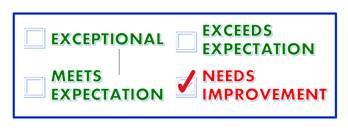 EXCEPTIONAL
EXCEEDS
EXPECTATION
MEETS
EXPECTATION
NEEDS
IMPROVEMENT